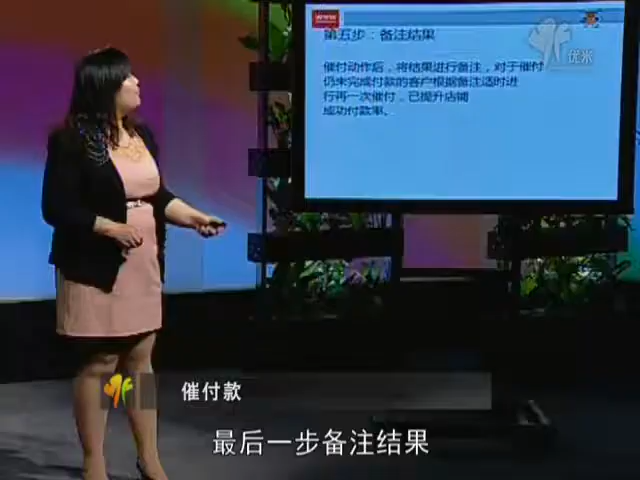 第五步：备注结果
优米
催付动作后，将结果进行备注，对于催付
仍未完成付款的客户根据备注适时进
行再一次催付，已提升店铺
成功付款率。
催付款
最后一步备注结果